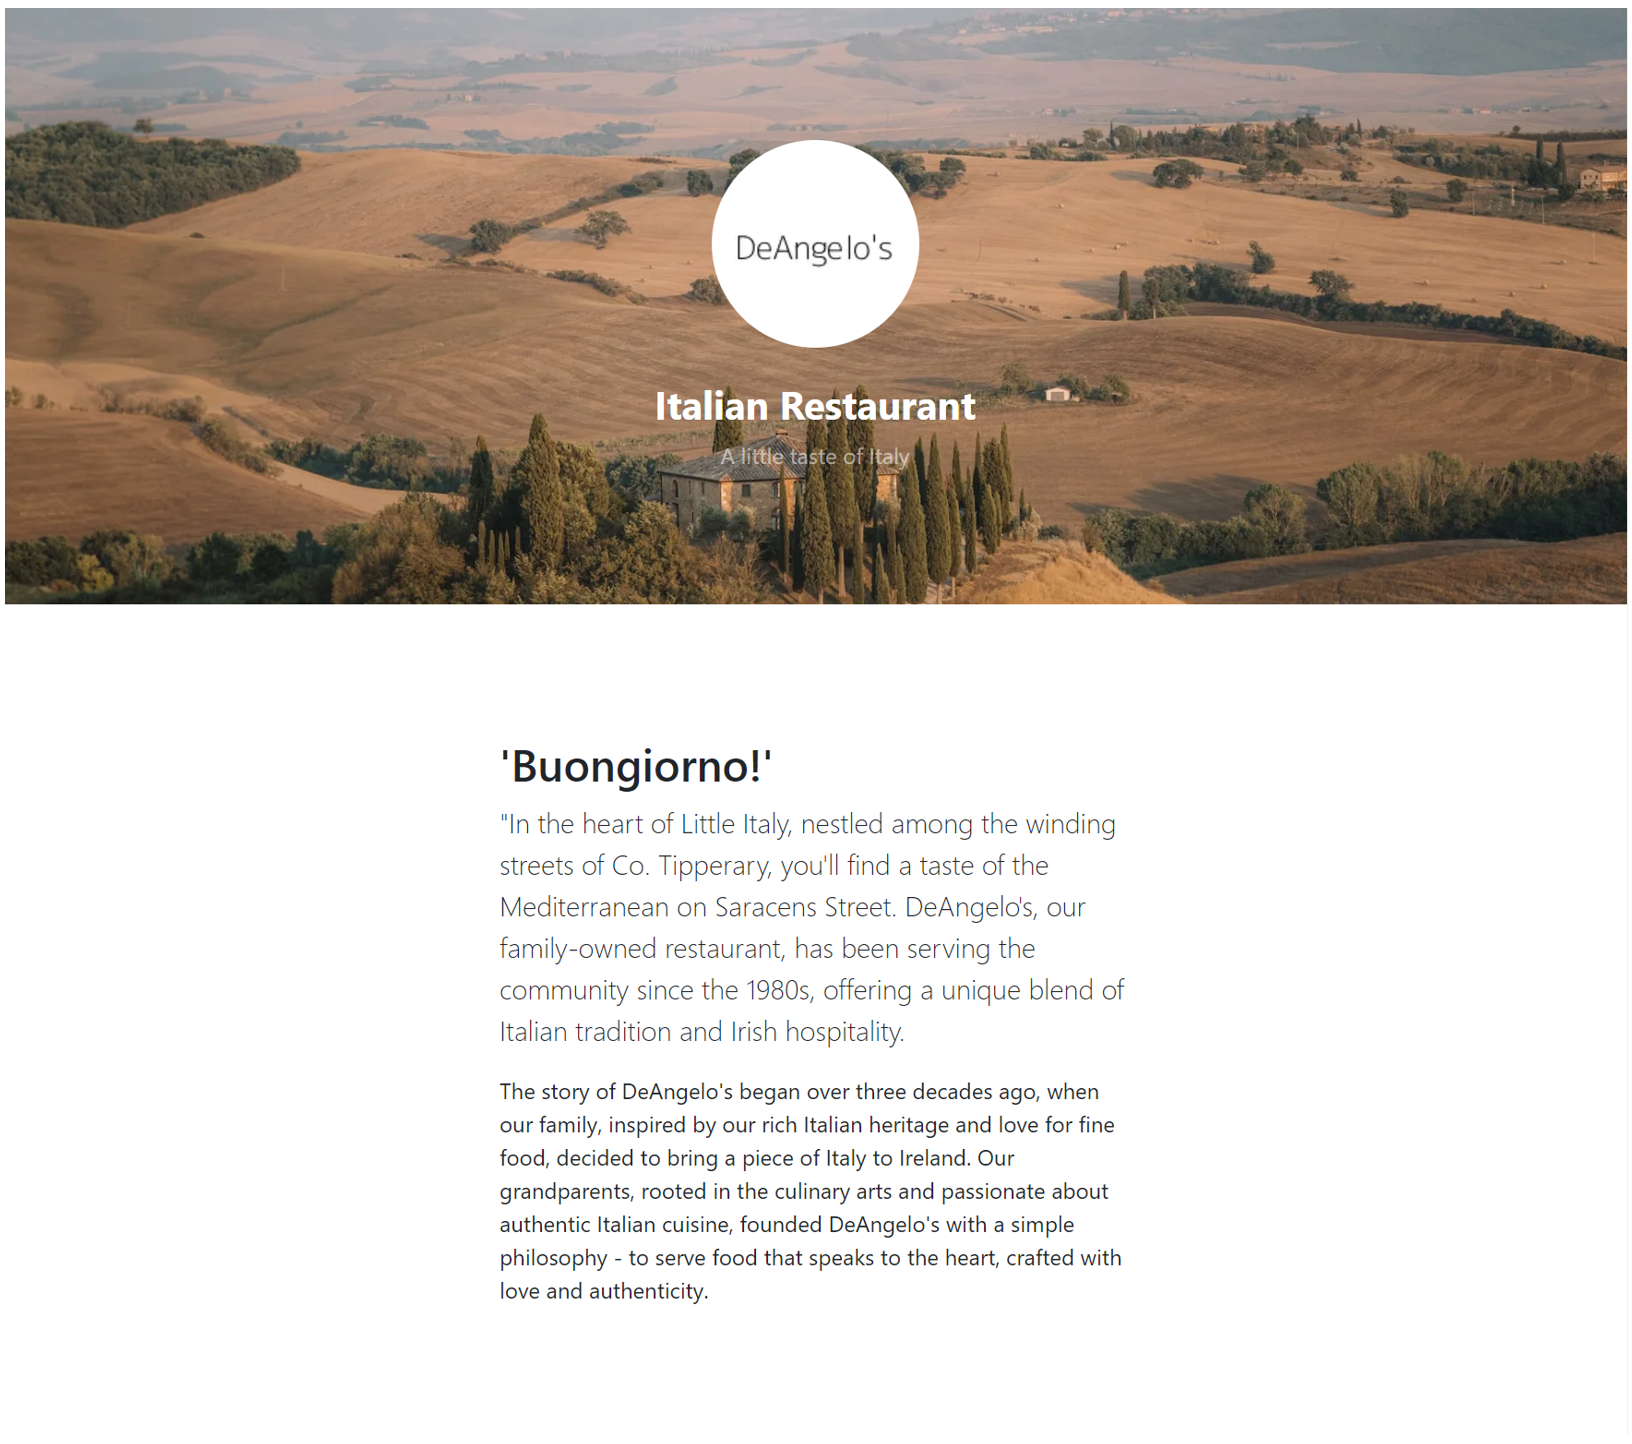 DeAngelo's
Italian Restaurant
A little taste of Italy
'Buongiorno!'
"In the heart of Little Italy, nestled among the winding
streets of Co. Tipperary, you'll find a taste of the
Mediterranean on Saracens Street. DeAngelo's, our
family-owned restaurant, has been serving the
community since the 1980s, offering a unique blend of
Italian tradition and Irish hospitality.
The story of DeAngelo's began over three decades ago, when
our family, inspired by our rich Italian heritage and love for fine
food, decided to bring a piece of Italy to Ireland. Our
grandparents, rooted in the culinary arts and passionate about
authentic Italian cuisine, founded DeAngelo's with a simple
philosophy - to serve food that speaks to the heart, crafted with
love and authenticity.